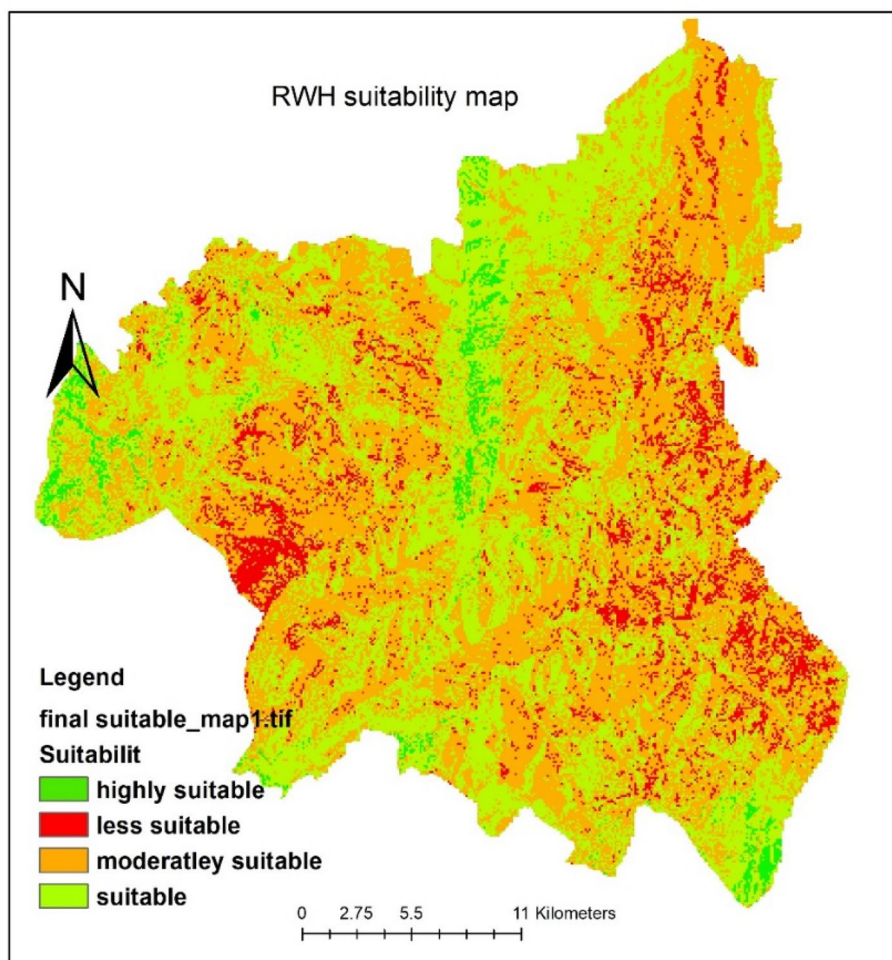 RWH suitability map
N
Legend
final suitable_map1.tif
Suitabilit
highly suitable
less suitable
moderatley suitable
suitable
0 2.75 5.5 11 Kilometers